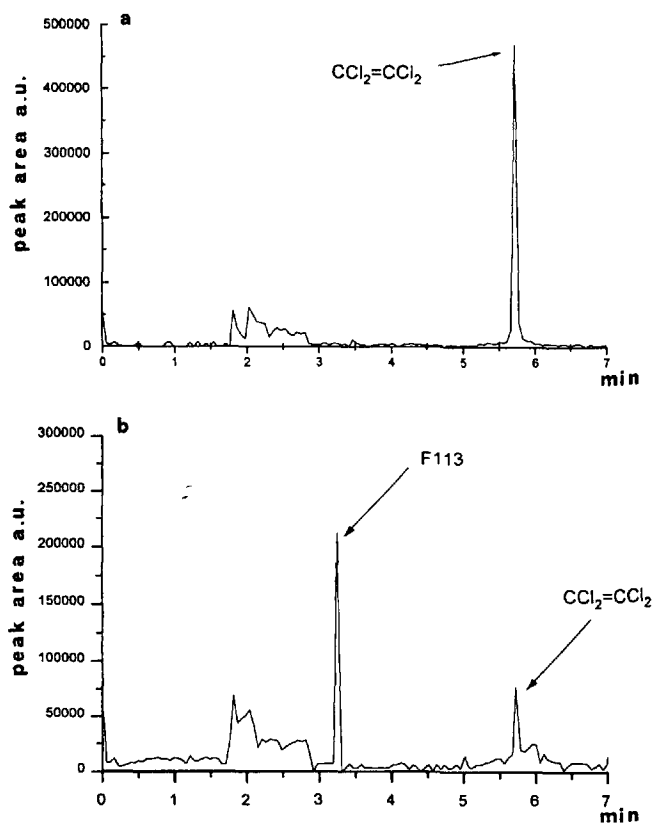 a
500000
CCl2=CCl2
400000
300000
200000
100000
0
peak area a.u.
0 1 2 3 4 5 6 7
min
b
300000
F113
250000
200000
CCl2=CCl2
150000
100000
50000
0
peak area a.u.
0 1 2 3 4 5 6 7
min